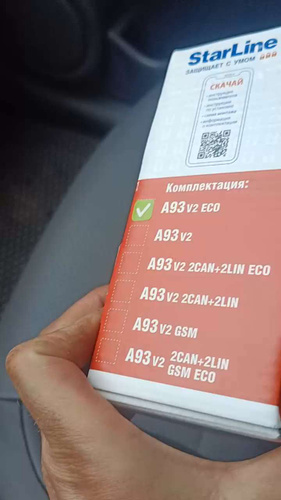 StarLine
ЗАЩИЩАЕТ С УМОМ
СКАЧАЙ
Комплектация:
A93 V2 ECO
A93 V2
A93 V2 2CAN+2LIN ECO
A93 V2 2CAN+2LIN
A93 V2 GSM
A93 V2 2CAN+2LIN
GSM ECO